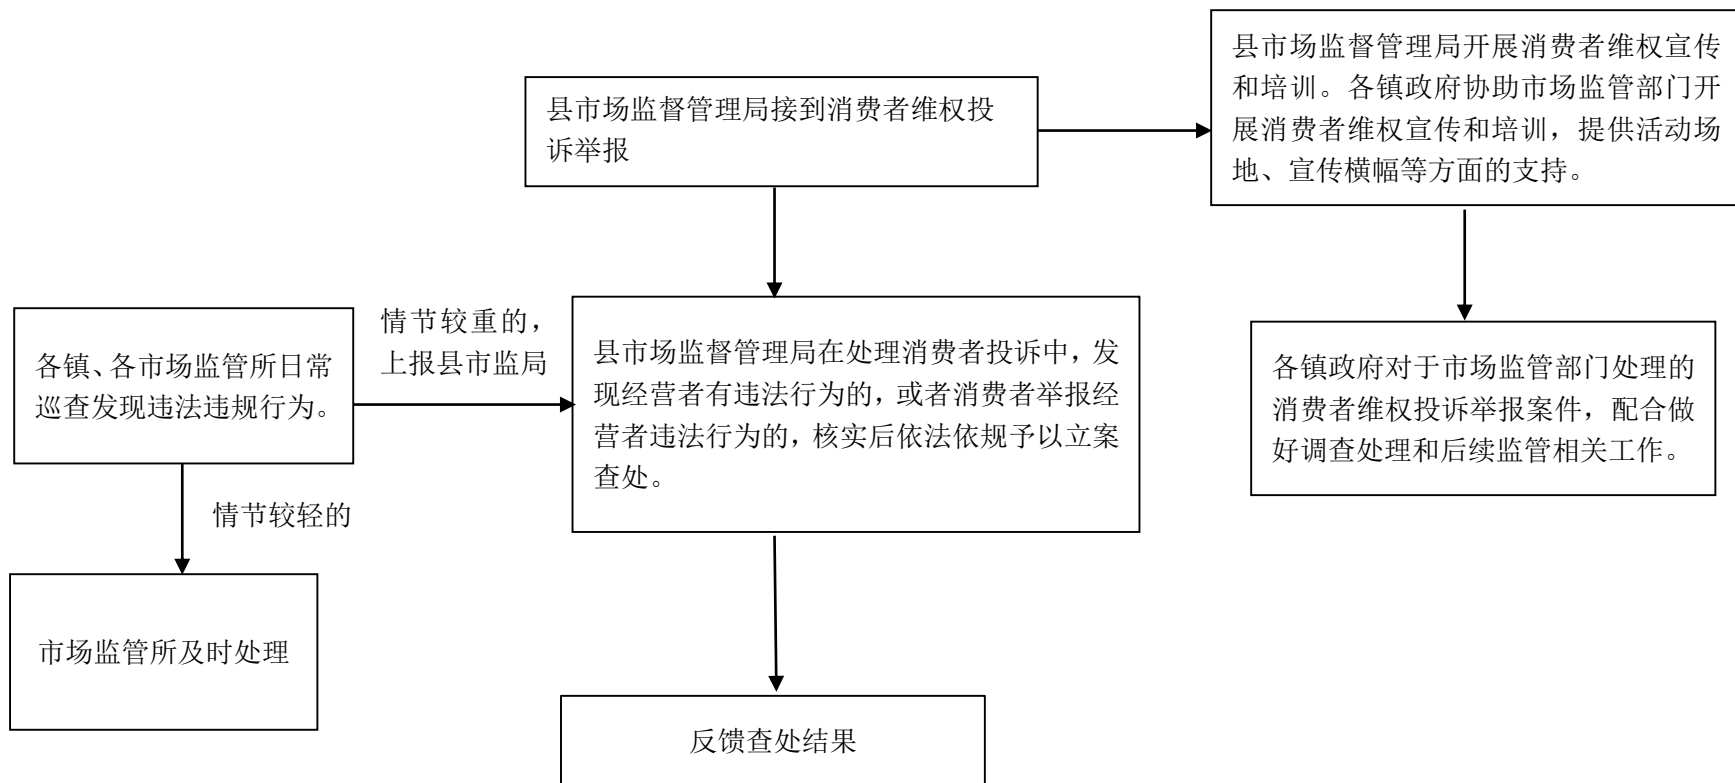 县市场监督管理局开展消费者维权宣传
和培训。各镇政府协助市场监管部门开
展消费者维权宣传和培训，提供活动场
地、宣传横幅等方面的支持。
县市场监督管理局接到消费者维权投
诉举报
情节较重的，
上报县市监局
各镇、各市场监管所日常
巡查发现违法违规行为。
县市场监督管理局在处理消费者投诉中，发
现经营者有违法行为的，或者消费者举报经
营者违法行为的，核实后依法依规予以立案
查处。
各镇政府对于市场监管部门处理的
消费者维权投诉举报案件，配合做
好调查处理和后续监管相关工作。
情节较轻的
市场监管所及时处理
反馈查处结果